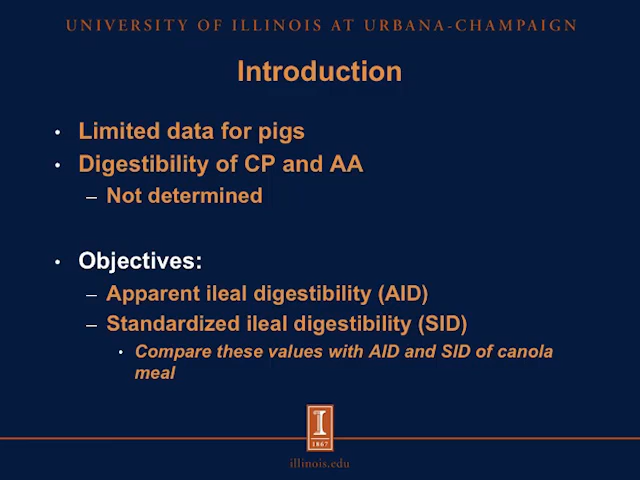 UNIVERSITY OF ILLINOIS AT URBANA-CHAMPAIGN
Introduction
• Limited data for pigs
• Digestibility of CP and AA
– Not determined
• Objectives:
– Apparent ileal digestibility (AID)
– Standardized ileal digestibility (SID)
• Compare these values with AID and SID of canola
meal
I
1867
illinois.edu